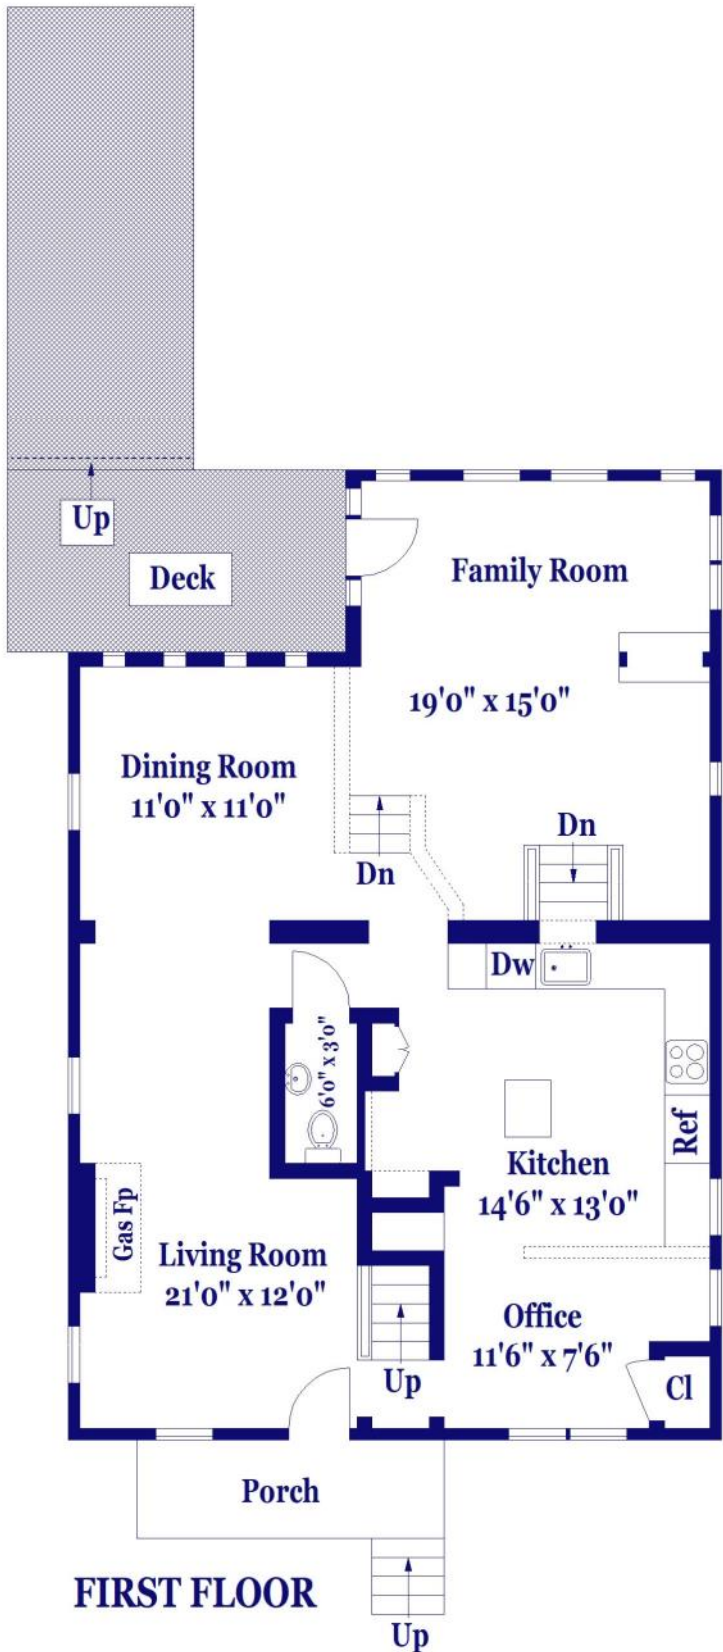 Up
Deck
Family Room
19'0" x 15'0"
Dining Room
11'0" x 11'0"
Dn
Dn
Dw
6'0" x 3'0"
Ref
Kitchen
14'6" x 13'0"
Gas Fp
Living Room
21'0" x 12'0"
Office
11'6" x 7'6"
Up
Cl
Porch
FIRST FLOOR
Up